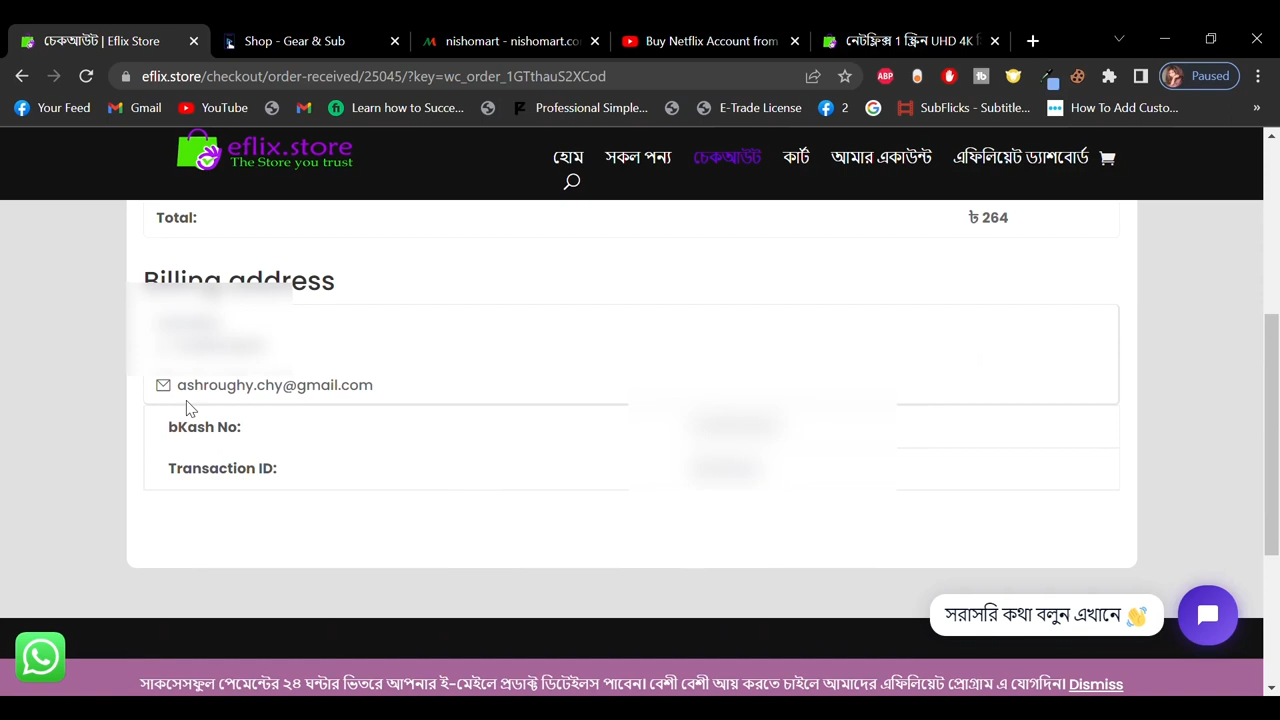 চেকআউট | Eflix Store
Shop - Gear & Sub
nishomart - nishomart.co
Buy Netflix Account from
নেটফ্লিক্স 1 স্ক্রিন UHD 4K
eflix.store/checkout/order-received/25045/?key=wc_order_1GTthauS2XCod
ABP
tb
Paused
Your Feed
Gmail
YouTube
Learn how to Succe...
Professional Simple...
E-Trade License
2
SubFlicks - Subtitle...
How To Add Custo...
»
eflix.store
The Store you trust
হোম
সকল পন্য
চেকআউট
কার্ট
আমার একাউন্ট
এফিলিয়েট ড্যাশবোর্ড
Total:
৳ 264
Billing address
ashroughy.chy@gmail.com
bKash No:
Transaction ID:
সরাসরি কথা বলুন এখানে 👋
সাকসেসফুল পেমেন্টের ২৪ ঘন্টার ভিতরে আপনার ই-মেইলে প্রডাক্ট ডিটেইলস পাবেন। বেশী বেশী আয় করতে চাইলে আমাদের এফিলিয়েট প্রোগ্রাম এ যোগদিন। Dismiss